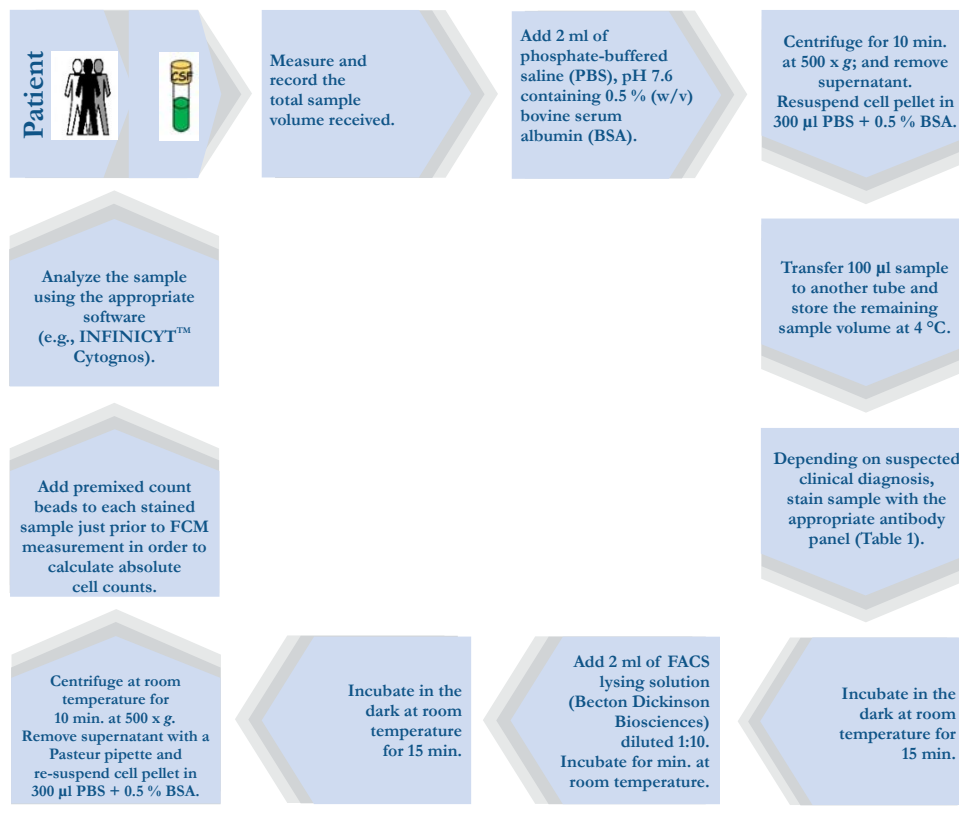 Patient
CSF
Measure and
record the
total sample
volume received.
Add 2 ml of
phosphate-buffered
saline (PBS), pH 7.6
containing 0.5 % (w/v)
bovine serum
albumin (BSA).
Centrifuge for 10 min.
at 500 x g; and remove
supernatant.
Resuspend cell pellet in
300 µl PBS + 0.5 % BSA.
Transfer 100 µl sample
to another tube and
store the remaining
sample volume at 4 °C.
Depending on suspected
clinical diagnosis,
stain sample with the
appropriate antibody
panel (Table 1).
Incubate in the
dark at room
temperature for
15 min.
Add 2 ml of FACS
lysing solution
(Becton Dickinson
Biosciences)
diluted 1:10.
Incubate for min. at
room temperature.
Incubate in the
dark at room
temperature
for 15 min.
Centrifuge at room
temperature for
10 min. at 500 x g.
Remove supernatant with a
Pasteur pipette and
re-suspend cell pellet in
300 µl PBS + 0.5 % BSA.
Add premixed count
beads to each stained
sample just prior to FCM
measurement in order to
calculate absolute
cell counts.
Analyze the sample
using the appropriate
software
(e.g., INFINICYT™
Cytognos).